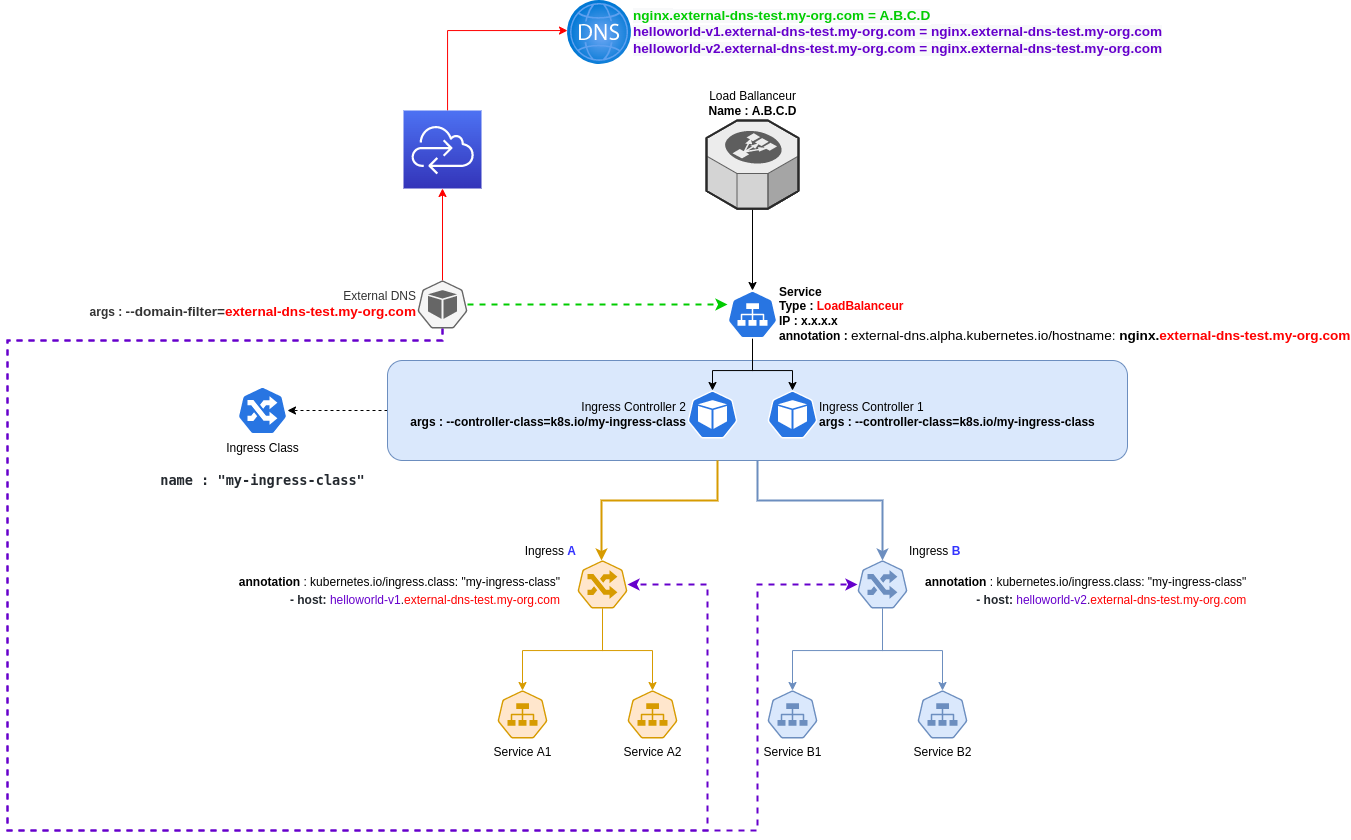 DNS
nginx.external-dns-test.my-org.com = A.B.C.D
helloworld-v1.external-dns-test.my-org.com = nginx.external-dns-test.my-org.com
helloworld-v2.external-dns-test.my-org.com = nginx.external-dns-test.my-org.com
Load Ballanceur
Name : A.B.C.D
External DNS
args : --domain-filter=external-dns-test.my-org.com
Service
Type : LoadBalanceur
IP : x.x.x.x
annotation : external-dns.alpha.kubernetes.io/hostname: nginx.external-dns-test.my-org.com
Ingress Controller 2
args : --controller-class=k8s.io/my-ingress-class
Ingress Controller 1
args : --controller-class=k8s.io/my-ingress-class
Ingress Class
name : "my-ingress-class"
Ingress A
annotation : kubernetes.io/ingress.class: "my-ingress-class"
- host: helloworld-v1.external-dns-test.my-org.com
Ingress B
annotation : kubernetes.io/ingress.class: "my-ingress-class"
- host: helloworld-v2.external-dns-test.my-org.com
Service A1
Service A2
Service B1
Service B2